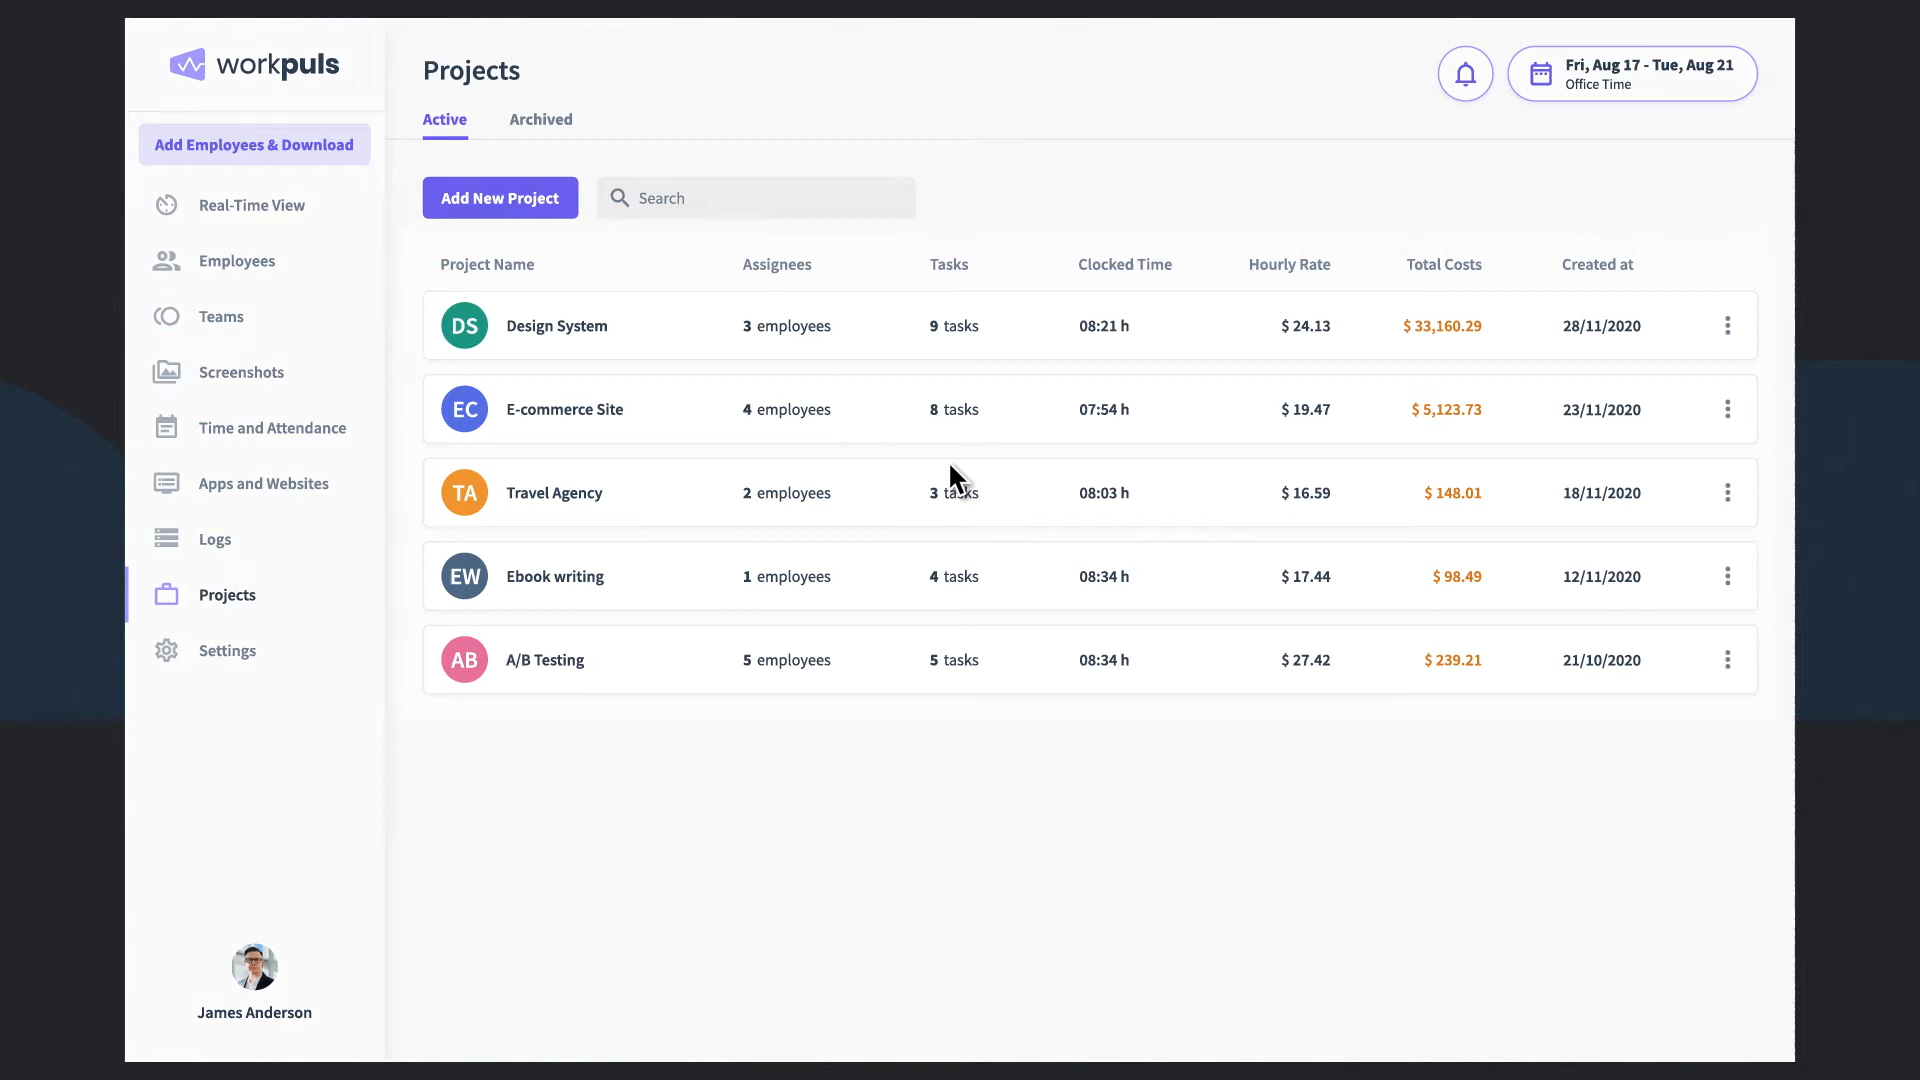 workpuls
Add Employees & Download
Real-Time View
Employees
Teams
Screenshots
Time and Attendance
Apps and Websites
Logs
Projects
Settings
James Anderson
Projects
Fri, Aug 17 - Tue, Aug 21
Office Time
Active Archived
Add New Project Search
Project Name Assignees Tasks Clocked Time Hourly Rate Total Costs Created at
DS Design System 3 employees 9 tasks 08:21 h $ 24.13 $ 33,160.29 28/11/2020
EC E-commerce Site 4 employees 8 tasks 07:54 h $ 19.47 $ 5,123.73 23/11/2020
TA Travel Agency 2 employees 3 tasks 08:03 h $ 16.59 $ 148.01 18/11/2020
EW Ebook writing 1 employees 4 tasks 08:34 h $ 17.44 $ 98.49 12/11/2020
AB A/B Testing 5 employees 5 tasks 08:34 h $ 27.42 $ 239.21 21/10/2020